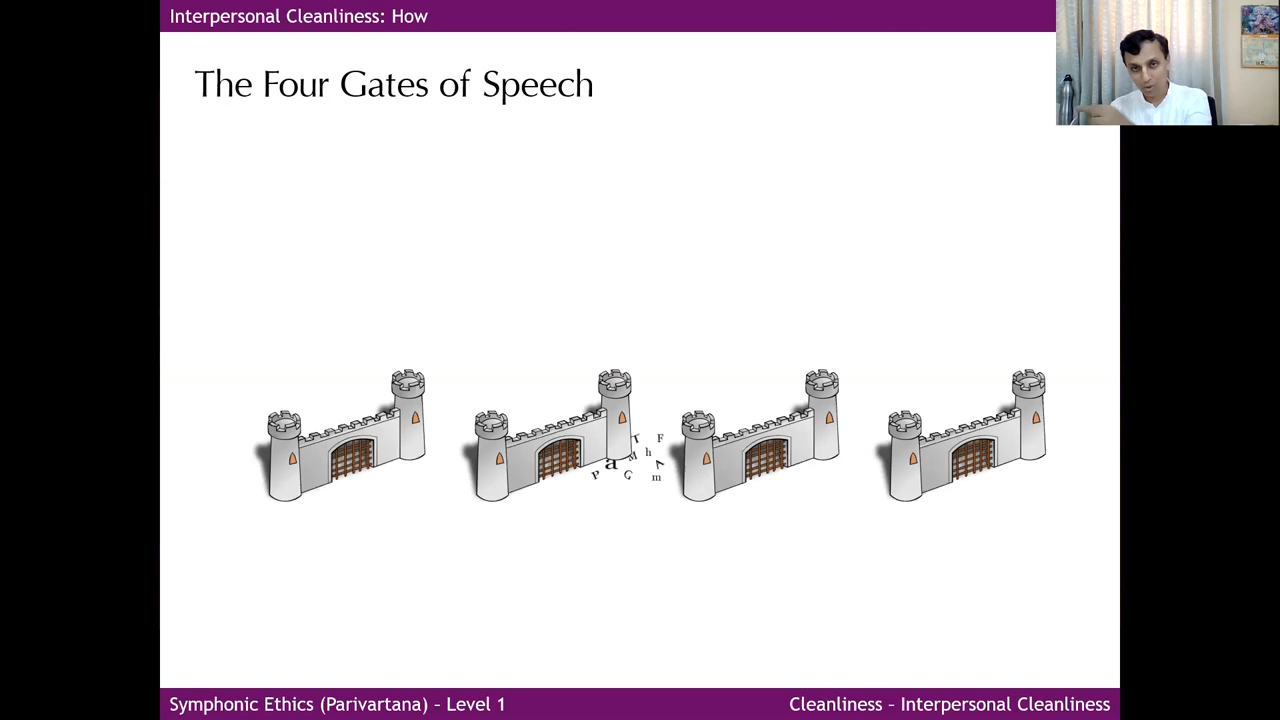 Interpersonal Cleanliness: How
The Four Gates of Speech
T F
M h
a A
P G m
Symphonic Ethics (Parivartana) – Level 1
Cleanliness – Interpersonal Cleanliness